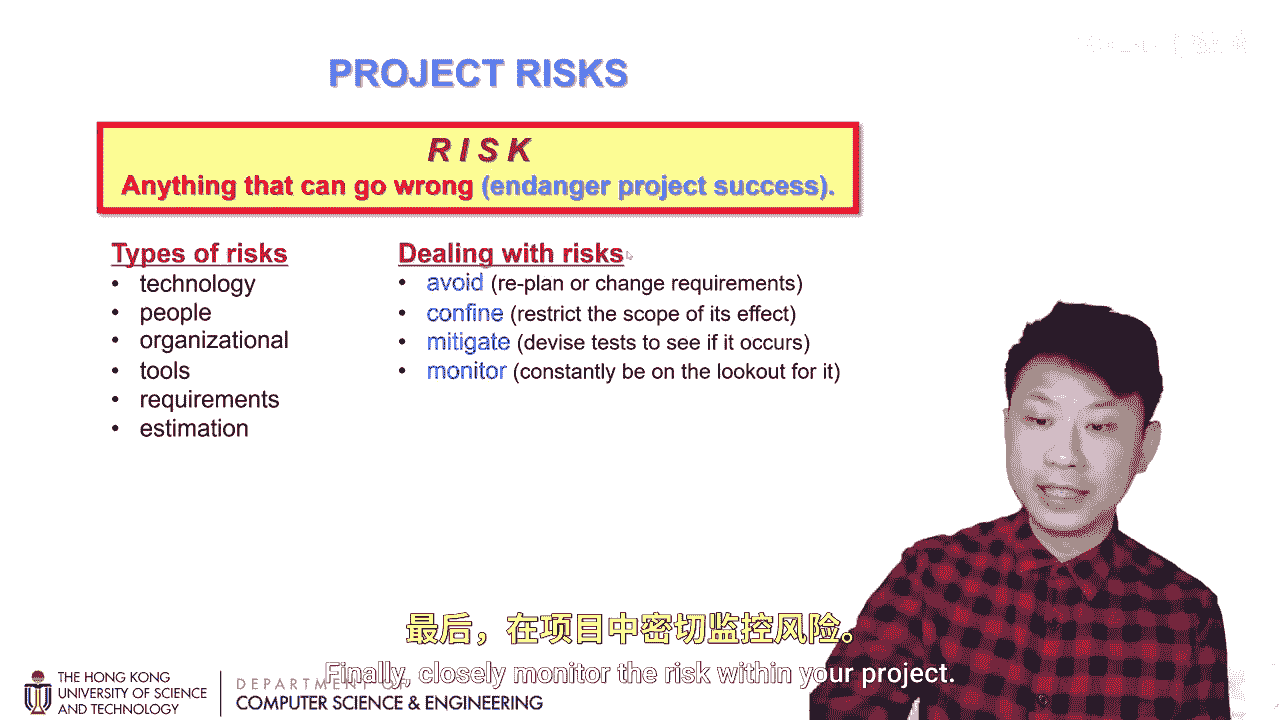 PROJECT RISKS
RISK
Anything that can go wrong (endanger project success).
Types of risks
• technology
• people
• organizational
• tools
• requirements
• estimation
Dealing with risks
• avoid (re-plan or change requirements)
• confine (restrict the scope of its effect)
• mitigate (devise tests to see if it occurs)
• monitor (constantly be on the lookout for it)
最后，在项目中密切监控风险。
Finally, closely monitor the risk within your project.
THE HONG KONG
UNIVERSITY OF SCIENCE
AND TECHNOLOGY
DEPARTMENT OF
COMPUTER SCIENCE & ENGINEERING